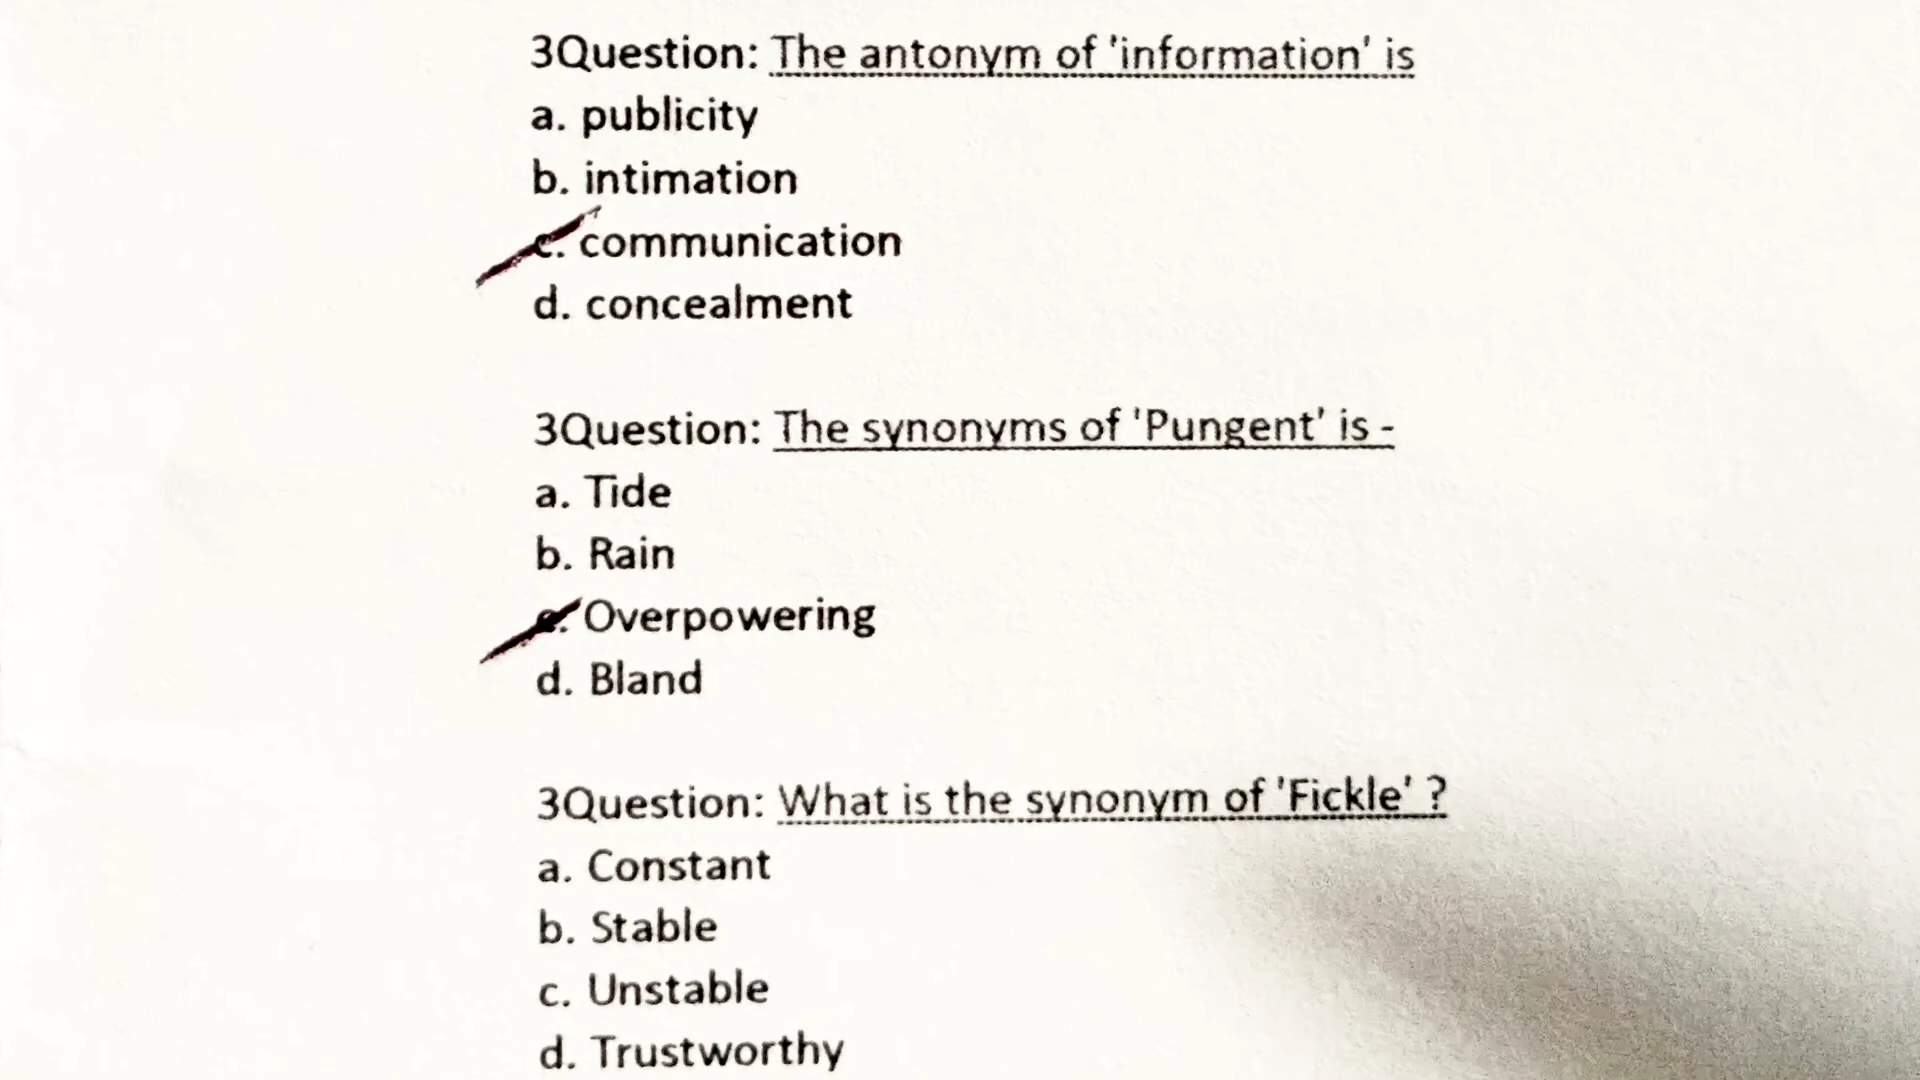 3Question: The antonym of 'information' is
a. publicity
b. intimation
c. communication
d. concealment
3Question: The synonyms of 'Pungent' is -
a. Tide
b. Rain
c. Overpowering
d. Bland
3Question: What is the synonym of 'Fickle' ?
a. Constant
b. Stable
c. Unstable
d. Trustworthy